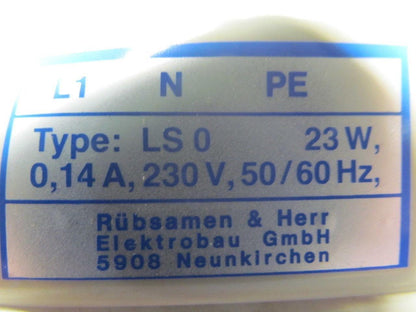 L1 N PE
Type: LS 0 23 W,
0,14 A, 230 V, 50/60 Hz,
Rübsamen & Herr
Elektrobau GmbH
5908 Neunkirchen